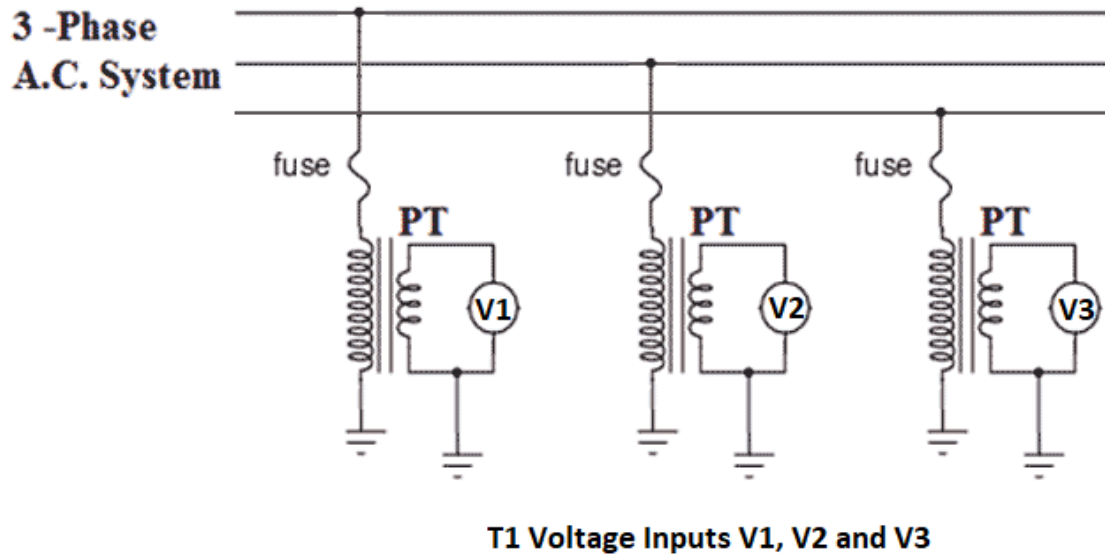 3 -Phase
A.C. System
fuse
fuse
fuse
PT
PT
PT
V1
V2
V3
T1 Voltage Inputs V1, V2 and V3